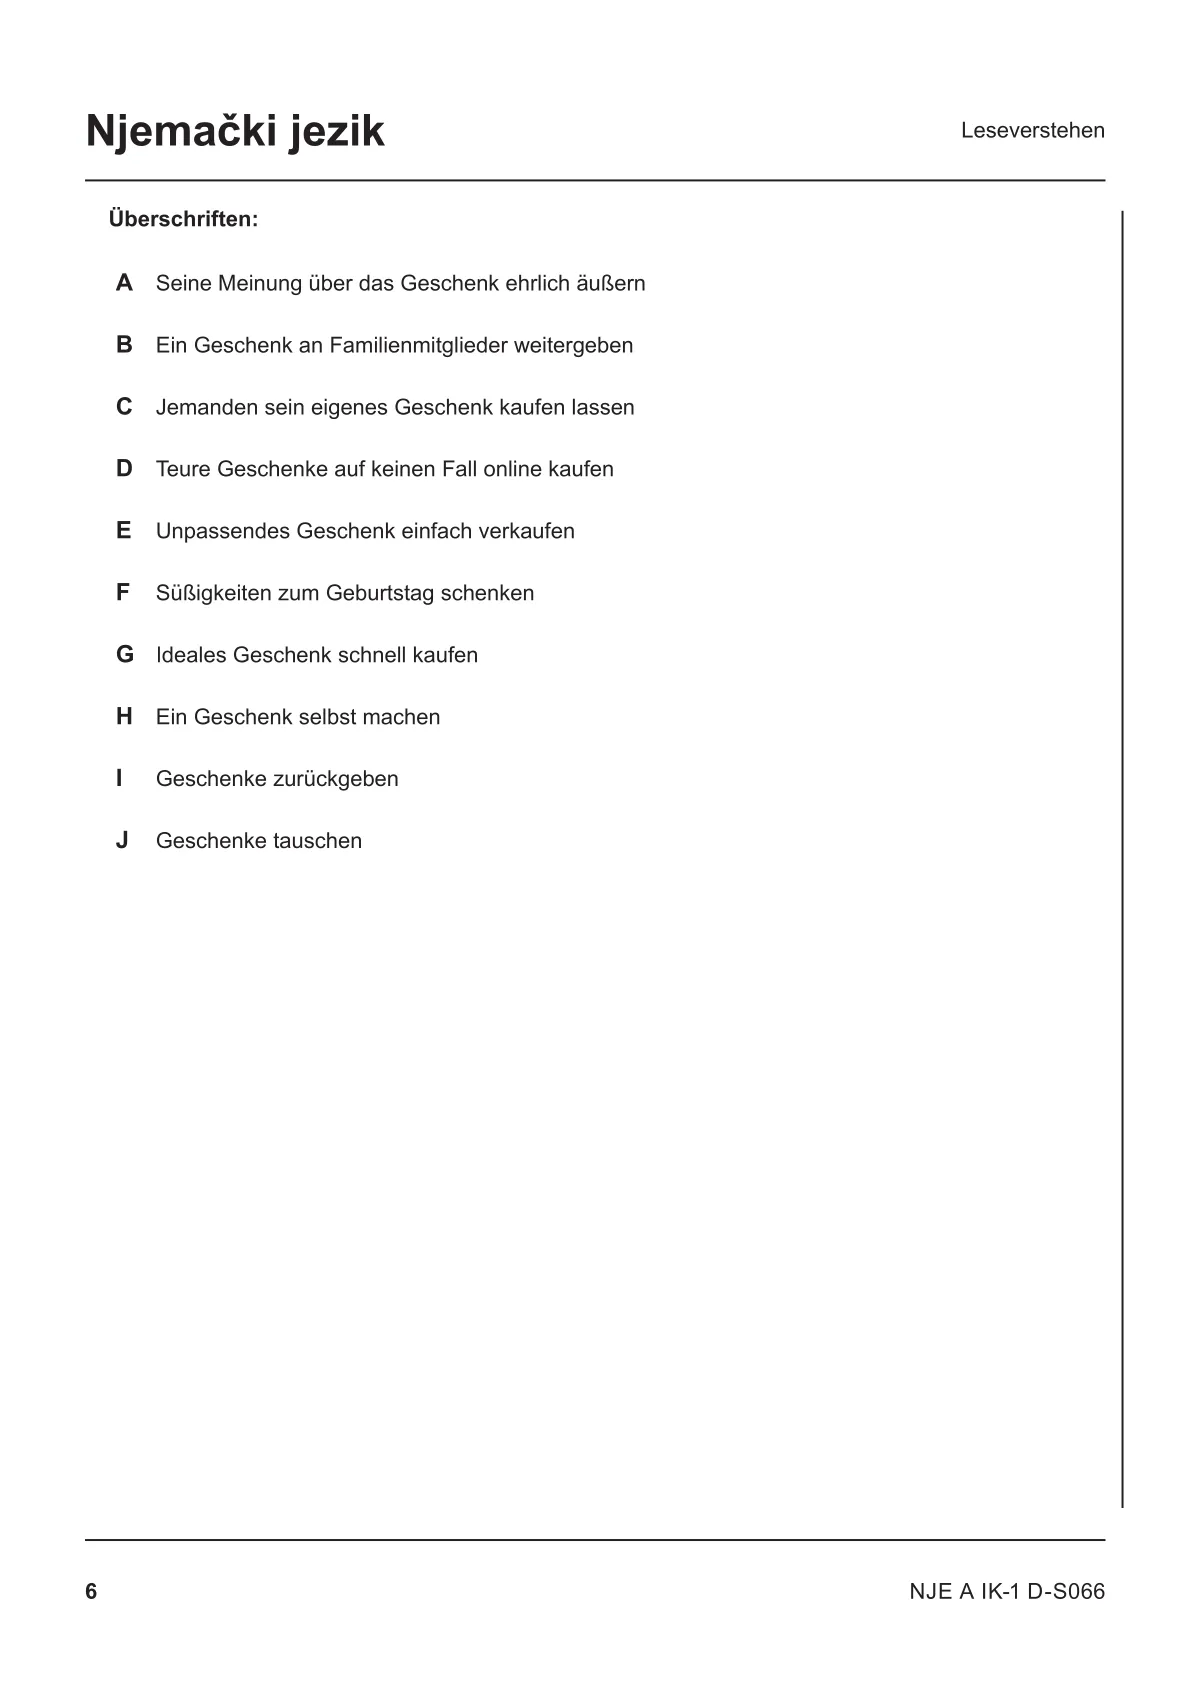 Njemački jezik
Leseverstehen
Überschriften:
A Seine Meinung über das Geschenk ehrlich äußern
B Ein Geschenk an Familienmitglieder weitergeben
C Jemanden sein eigenes Geschenk kaufen lassen
D Teure Geschenke auf keinen Fall online kaufen
E Unpassendes Geschenk einfach verkaufen
F Süßigkeiten zum Geburtstag schenken
G Ideales Geschenk schnell kaufen
H Ein Geschenk selbst machen
I Geschenke zurückgeben
J Geschenke tauschen
6
NJE A IK-1 D-S066